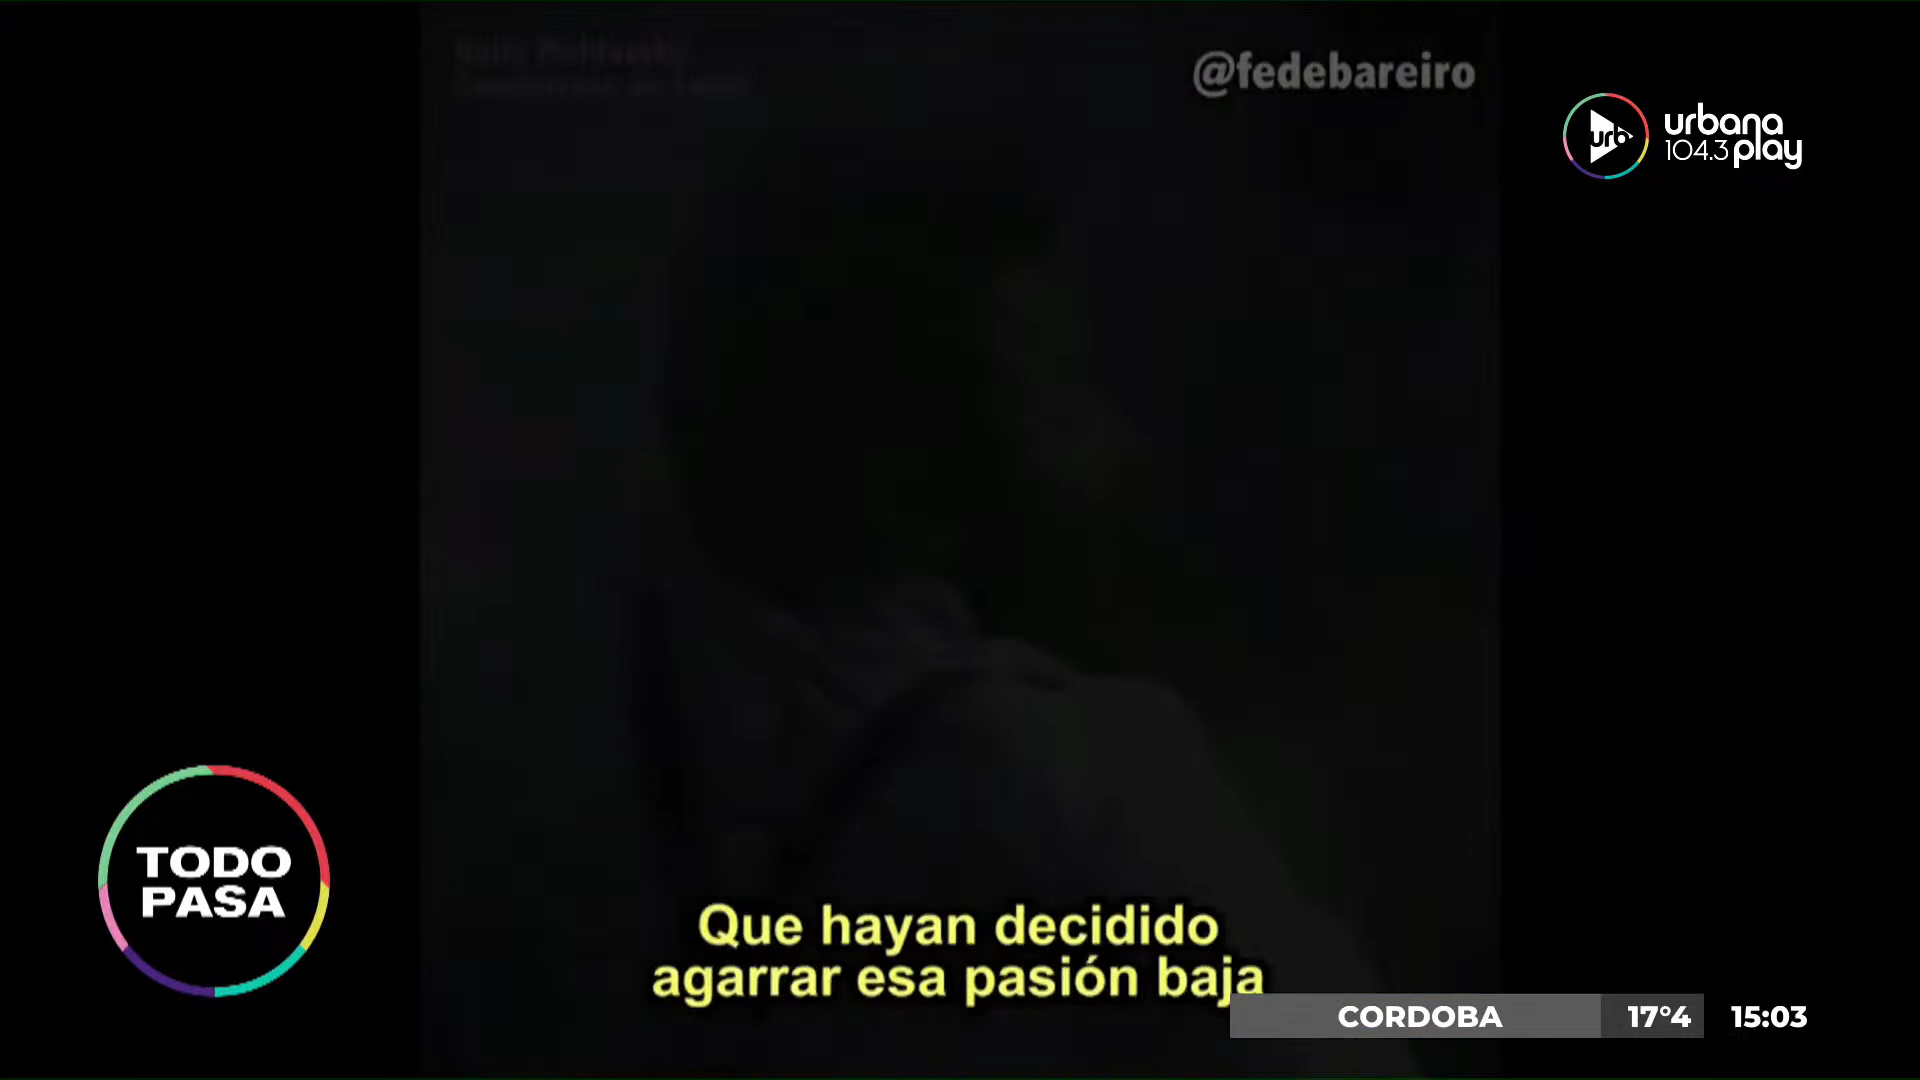 @fedebareiro
urb
urbana
104.3 play
TODO
PASA
Que hayan decidido
agarrar esa pasión baja
CORDOBA 17°4 15:03